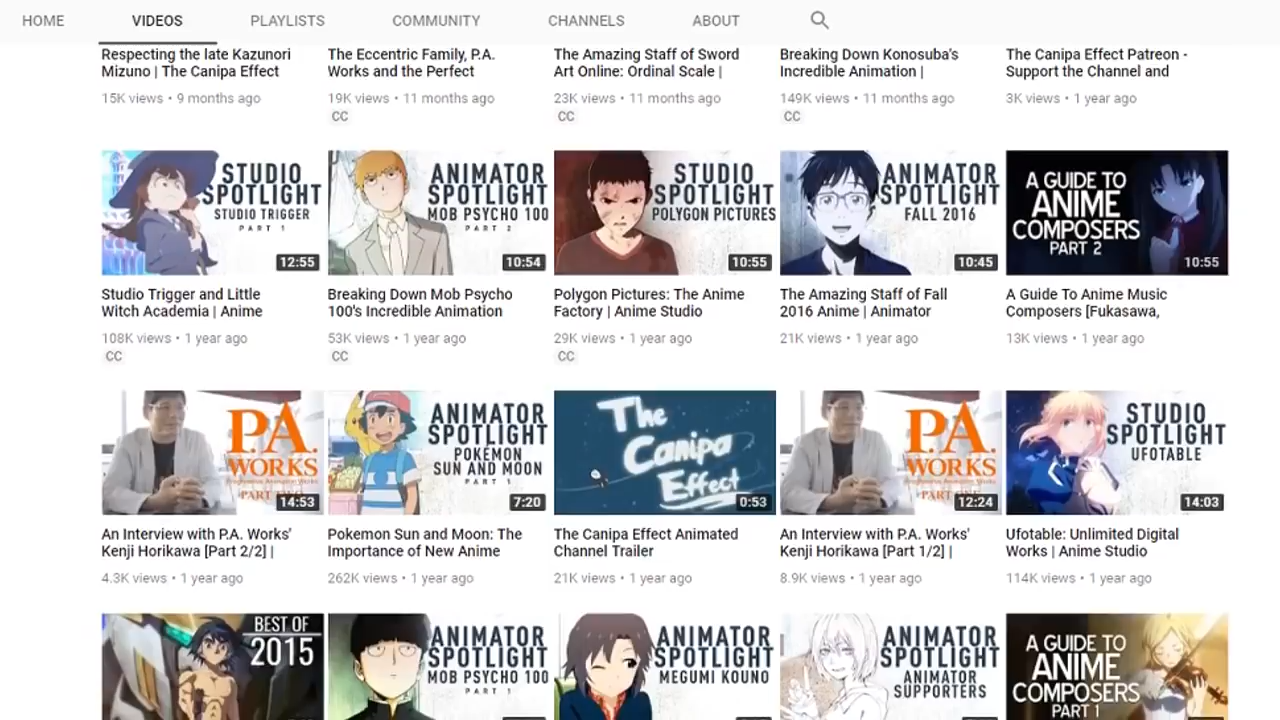 HOME VIDEOS PLAYLISTS COMMUNITY CHANNELS ABOUT
Respecting the late Kazunori
Mizuno | The Canipa Effect
15K views • 9 months ago
The Eccentric Family, P.A.
Works and the Perfect
19K views • 11 months ago
CC
The Amazing Staff of Sword
Art Online: Ordinal Scale |
23K views • 11 months ago
CC
Breaking Down Konosuba's
Incredible Animation |
149K views • 11 months ago
CC
The Canipa Effect Patreon -
Support the Channel and
3K views • 1 year ago
STUDIO
SPOTLIGHT
STUDIO TRIGGER
PART 1
12:55
Studio Trigger and Little
Witch Academia | Anime
108K views • 1 year ago
CC
ANIMATOR
SPOTLIGHT
MOB PSYCHO 100
PART 2
10:54
Breaking Down Mob Psycho
100's Incredible Animation
53K views • 1 year ago
CC
STUDIO
SPOTLIGHT
POLYGON PICTURES
10:55
Polygon Pictures: The Anime
Factory | Anime Studio
29K views • 1 year ago
CC
ANIMATOR
SPOTLIGHT
FALL 2016
10:45
The Amazing Staff of Fall
2016 Anime | Animator
21K views • 1 year ago
A GUIDE TO
ANIME
COMPOSERS
PART 2
10:55
A Guide To Anime Music
Composers [Fukasawa,
13K views • 1 year ago
P.A.
WORKS
14:53
An Interview with P.A. Works'
Kenji Horikawa [Part 2/2] |
4.3K views • 1 year ago
ANIMATOR
SPOTLIGHT
POKÉMON
SUN AND MOON
PART 1
7:20
Pokemon Sun and Moon: The
Importance of New Anime
262K views • 1 year ago
The
Canipa
Effect
0:53
The Canipa Effect Animated
Channel Trailer
21K views • 1 year ago
P.A.
WORKS
12:24
An Interview with P.A. Works'
Kenji Horikawa [Part 1/2] |
8.9K views • 1 year ago
STUDIO
SPOTLIGHT
UFOTABLE
14:03
Ufotable: Unlimited Digital
Works | Anime Studio
114K views • 1 year ago
BEST OF
2015
ANIMATOR
SPOTLIGHT
MOB PSYCHO 100
PART 1
ANIMATOR
SPOTLIGHT
MEGUMI KOUNO
ANIMATOR
SPOTLIGHT
ANIMATOR
SUPPORTERS
A GUIDE TO
ANIME
COMPOSERS
PART 1